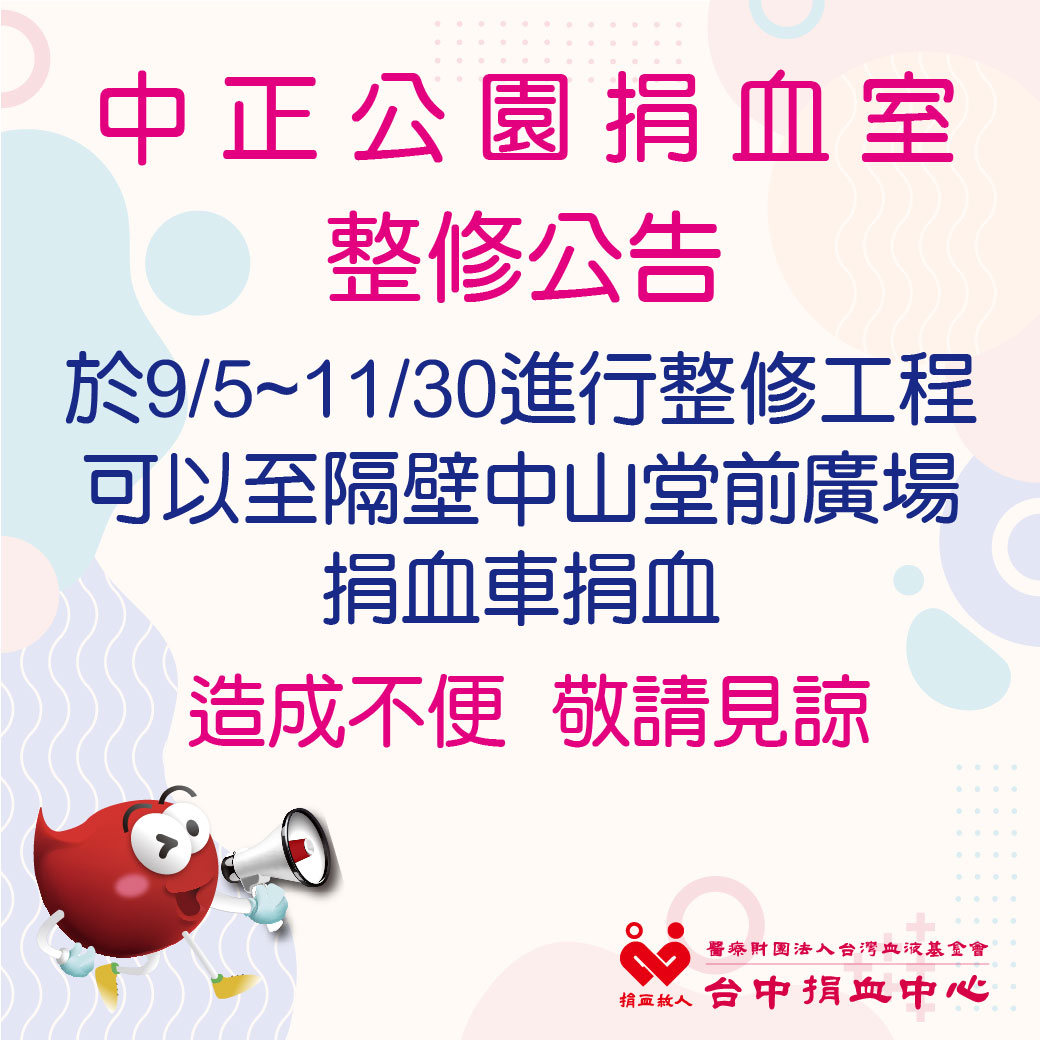 中正公園捐血室
整修公告
於9/5~11/30進行整修工程
可以至隔壁中山堂前廣場
捐血車捐血
造成不便 敬請見諒
醫療財團法人台灣血液基金會
捐血救人 台中捐血中心